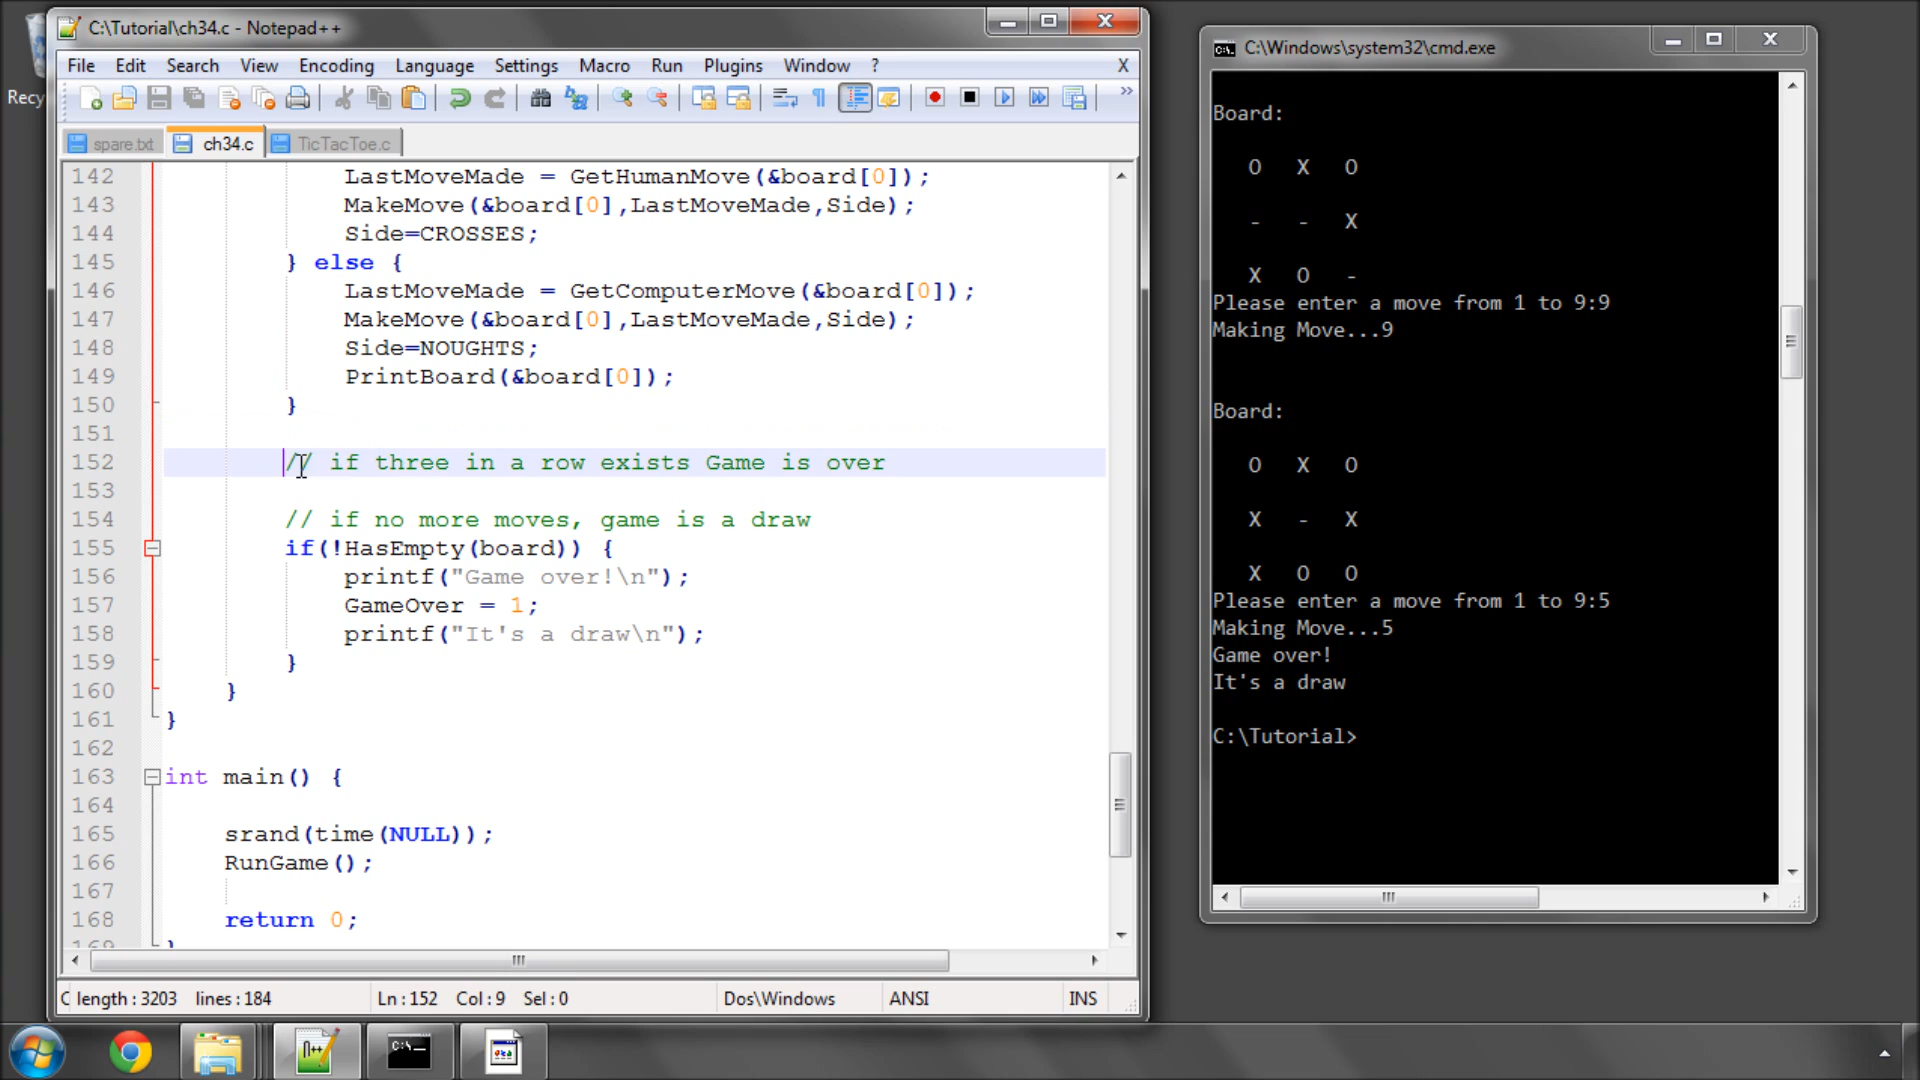 C:\Tutorial\ch34.c - Notepad++
File Edit Search View Encoding Language Settings Macro Run Plugins Window ? X
spare.txt ch34.c TicTacToe.c
142 LastMoveMade = GetHumanMove(&board[0]);
143 MakeMove(&board[0],LastMoveMade,Side);
144 Side=CROSSES;
145 } else {
146 LastMoveMade = GetComputerMove(&board[0]);
147 MakeMove(&board[0],LastMoveMade,Side);
148 Side=NOUGHTS;
149 PrintBoard(&board[0]);
150 }
151
152 // if three in a row exists Game is over
153
154 // if no more moves, game is a draw
155 if(!HasEmpty(board)) {
156 printf("Game over!\n");
157 GameOver = 1;
158 printf("It's a draw\n");
159 }
160 }
161 }
162
163 int main() {
164
165 srand(time(NULL));
166 RunGame();
167
168 return 0;
169 }
C length : 3203 lines : 184 Ln : 152 Col : 9 Sel : 0 Dos\Windows ANSI INS
Recy
C:\Windows\system32\cmd.exe
Board:
O X O
- - X
X O -
Please enter a move from 1 to 9:9
Making Move...9
Board:
O X O
X - X
X O O
Please enter a move from 1 to 9:5
Making Move...5
Game over!
It's a draw
C:\Tutorial>